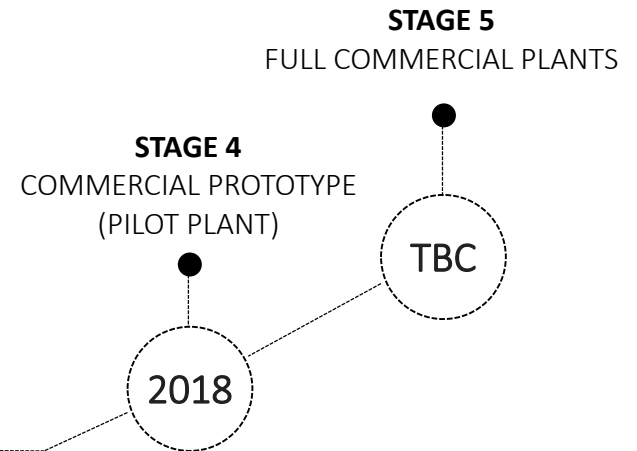 STAGE 5
FULL COMMERCIAL PLANTS
STAGE 4
COMMERCIAL PROTOTYPE
(PILOT PLANT)
TBC
2018